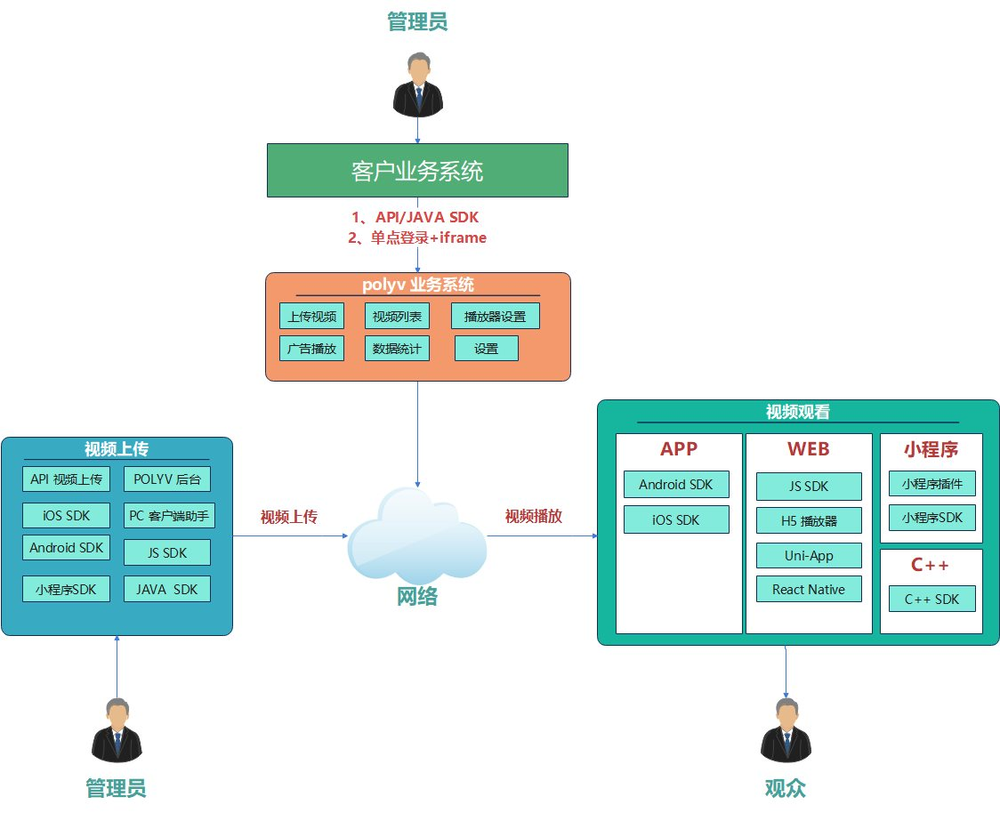 管理员
客户业务系统
1、API/JAVA SDK
2、单点登录+iframe
polyv 业务系统
上传视频
视频列表
播放器设置
广告播放
数据统计
设置
视频上传
API 视频上传
POLYV 后台
iOS SDK
PC 客户端助手
Android SDK
JS SDK
小程序SDK
JAVA SDK
管理员
视频上传
网络
视频播放
视频观看
APP
Android SDK
iOS SDK
WEB
JS SDK
H5 播放器
Uni-App
React Native
小程序
小程序插件
小程序SDK
C++
C++ SDK
观众